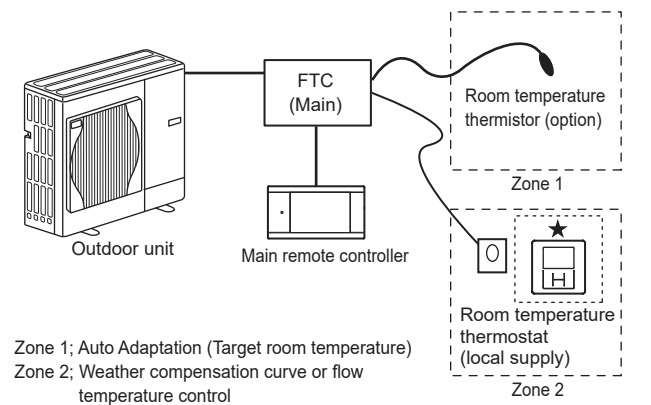 FTC
(Main)
Room temperature
thermistor (option)
Zone 1
Outdoor unit
Main remote controller
★
H
Room temperature
thermostat
(local supply)
Zone 2
Zone 1; Auto Adaptation (Target room temperature)
Zone 2; Weather compensation curve or flow
temperature control